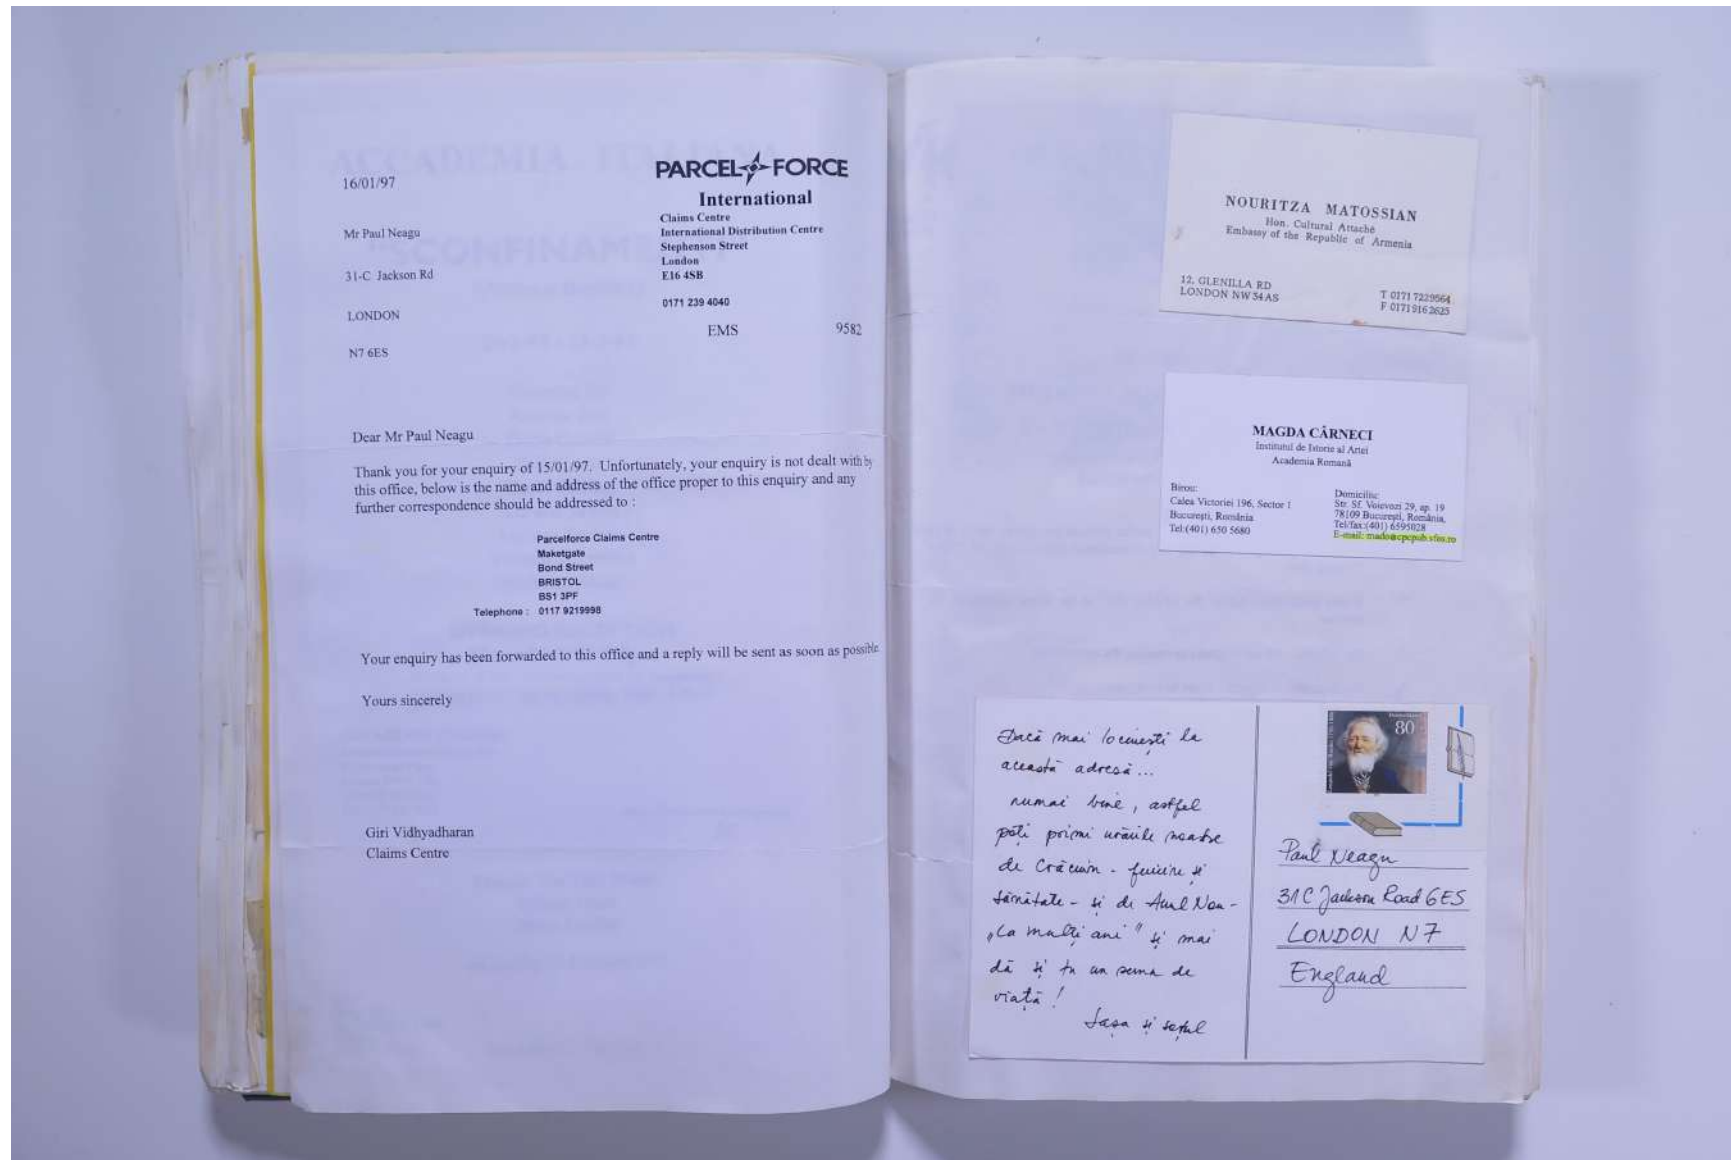 16/01/97
Mr Paul Neagu
31-C Jackson Rd
LONDON
N7 6ES
PARCEL FORCE
International
Claims Centre
International Distribution Centre
Stephenson Street
London
E16 4SB
0171 239 4040
EMS 9582
Dear Mr Paul Neagu
Thank you for your enquiry of 15/01/97. Unfortunately, your enquiry is not dealt with by
this office, below is the name and address of the office proper to this enquiry and any
further correspondence should be addressed to :
Parcelforce Claims Centre
Maketgate
Bond Street
BRISTOL
BS1 3PF
Telephone : 0117 9219998
Your enquiry has been forwarded to this office and a reply will be sent as soon as possible
Yours sincerely
Giri Vidhyadharan
Claims Centre
NOURITZA MATOSSIAN
Hon. Cultural Attaché
Embassy of the Republic of Armenia
12, GLENILLA RD
LONDON NW3 4AS
T 0171 7229564
F 0171 916 2625
MAGDA CÂRNECI
Institutul de Istorie al Artei
Academia Română
Birou:
Calea Victoriei 196, Sector 1
Bucureşti, România
Tel:(401) 650 5680
Domiciliu:
Str. Sf. Voievozi 29, ap. 19
78109 Bucureşti, România,
Tel/fax:(401) 6595028
E-mail: mado@cpcpub.sfos.ro
Dacă mai locuiești la
această adresă...
numai bine, astfel
poți primi urările noastre
de Crăciun - fericire și
sănătate - și de Anul Nou -
„La mulți ani" și mai
dă și tu un semn de
viață!
și soțul
80
Paul Neagu
31C Jackson Road 6ES
LONDON N7
England
ACCADEMIA ITALIANA